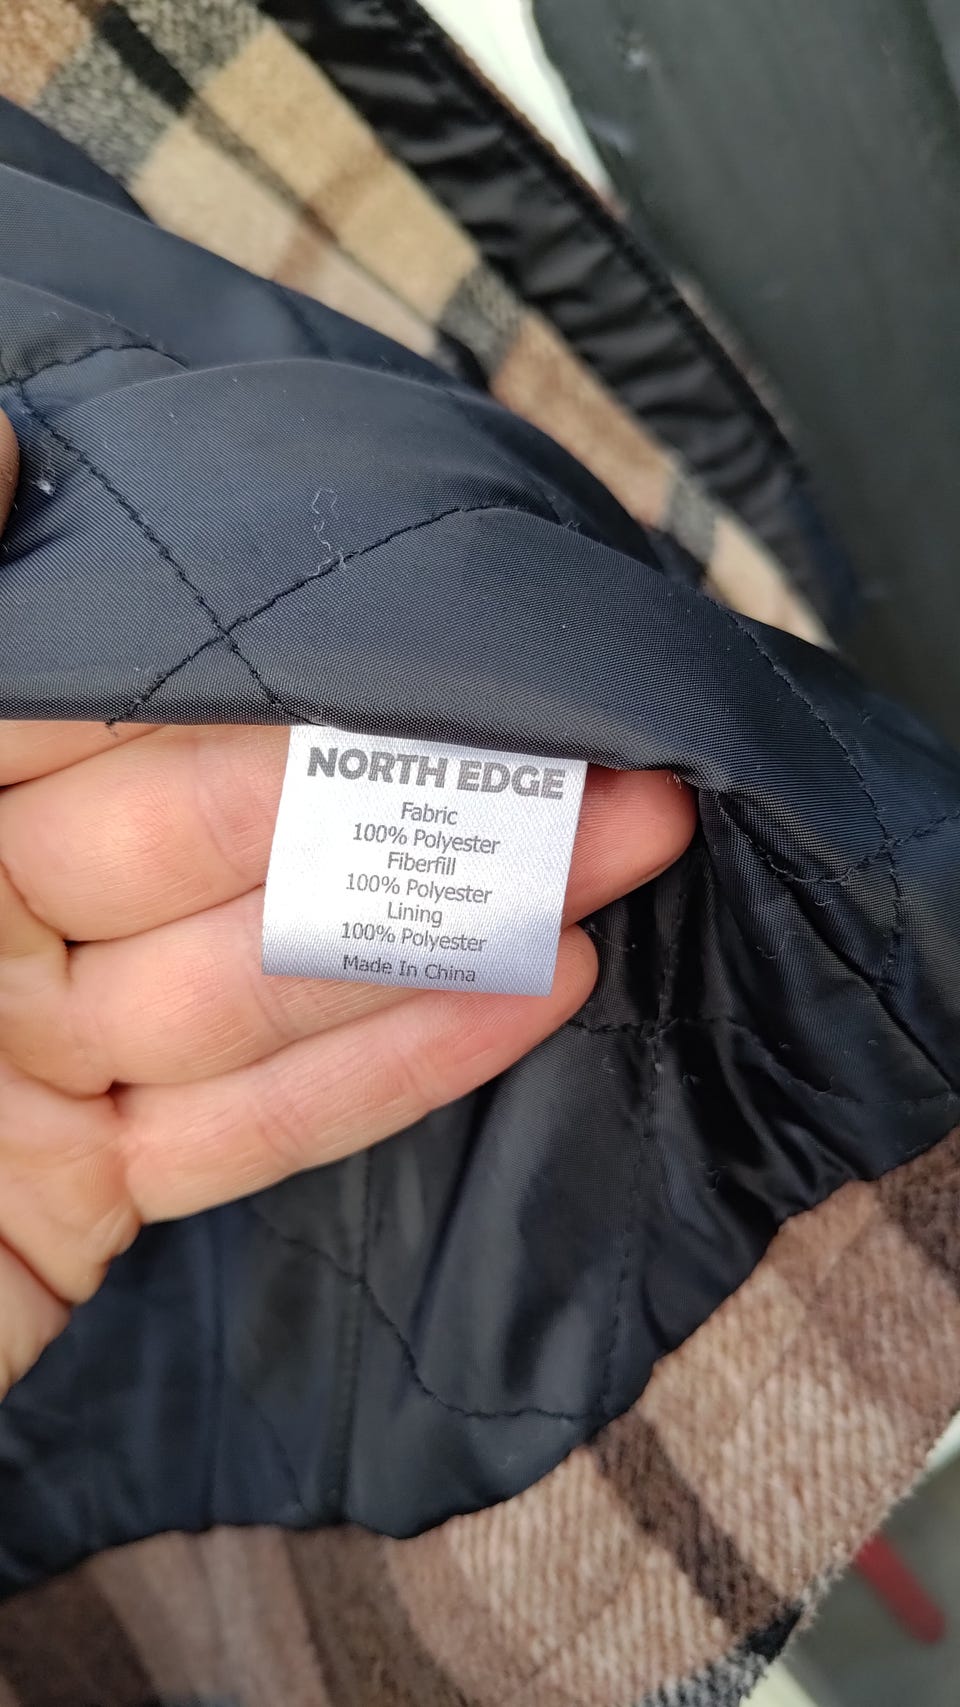 NORTH EDGE
Fabric
100% Polyester
Fiberfill
100% Polyester
Lining
100% Polyester
Made In China